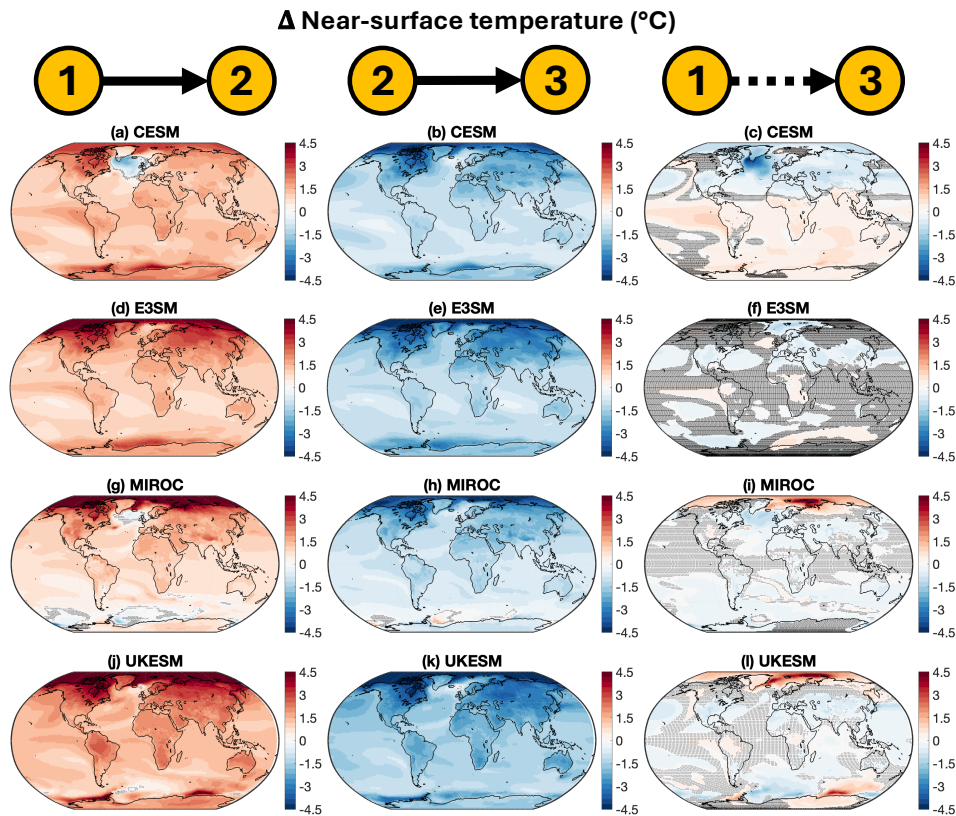 Δ Near-surface temperature (°C)
1 2 2 3 1 3
(a) CESM (b) CESM (c) CESM
4.5 4.5 4.5
3 3 3
1.5 1.5 1.5
0 0 0
-1.5 -1.5 -1.5
-3 -3 -3
-4.5 -4.5 -4.5
(d) E3SM (e) E3SM (f) E3SM
4.5 4.5 4.5
3 3 3
1.5 1.5 1.5
0 0 0
-1.5 -1.5 -1.5
-3 -3 -3
-4.5 -4.5 -4.5
(g) MIROC (h) MIROC (i) MIROC
4.5 4.5 4.5
3 3 3
1.5 1.5 1.5
0 0 0
-1.5 -1.5 -1.5
-3 -3 -3
-4.5 -4.5 -4.5
(j) UKESM (k) UKESM (l) UKESM
4.5 4.5 4.5
3 3 3
1.5 1.5 1.5
0 0 0
-1.5 -1.5 -1.5
-3 -3 -3
-4.5 -4.5 -4.5